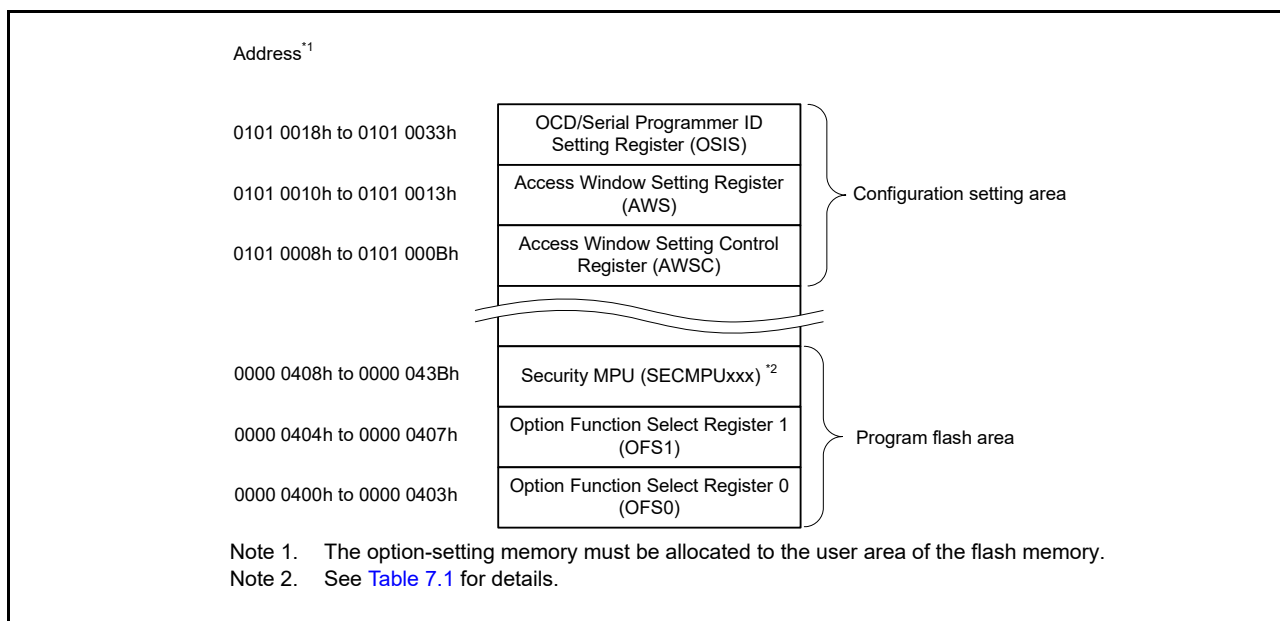 Address*1
0101 0018h to 0101 0033h
OCD/Serial Programmer ID
Setting Register (OSIS)
0101 0010h to 0101 0013h
Access Window Setting Register
(AWS)
Configuration setting area
0101 0008h to 0101 000Bh
Access Window Setting Control
Register (AWSC)
0000 0408h to 0000 043Bh
Security MPU (SECMPUxxx) *2
0000 0404h to 0000 0407h
Option Function Select Register 1
(OFS1)
Program flash area
0000 0400h to 0000 0403h
Option Function Select Register 0
(OFS0)
Note 1. The option-setting memory must be allocated to the user area of the flash memory.
Note 2. See Table 7.1 for details.